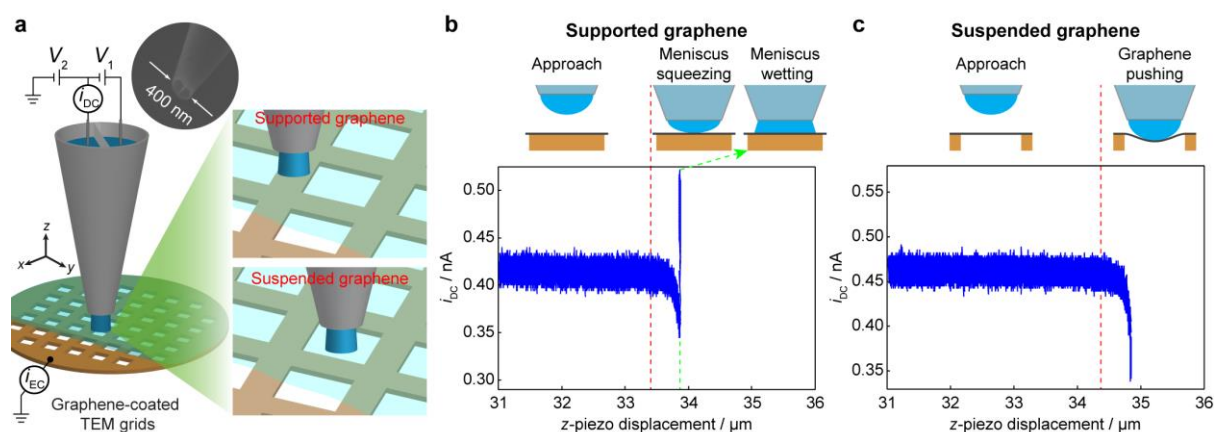 a
V₂
V₁
iDC
400 nm
z
x
y
iEC
Graphene-coated
TEM grids
Supported graphene
Suspended graphene
b
Supported graphene
Approach
Meniscus
squeezing
Meniscus
wetting
iDC / nA
0.50
0.45
0.40
0.35
0.30
31 32 33 34 35 36
z-piezo displacement / μm
c
Suspended graphene
Approach
Graphene
pushing
iDC / nA
0.55
0.50
0.45
0.40
0.35
31 32 33 34 35 36
z-piezo displacement / μm